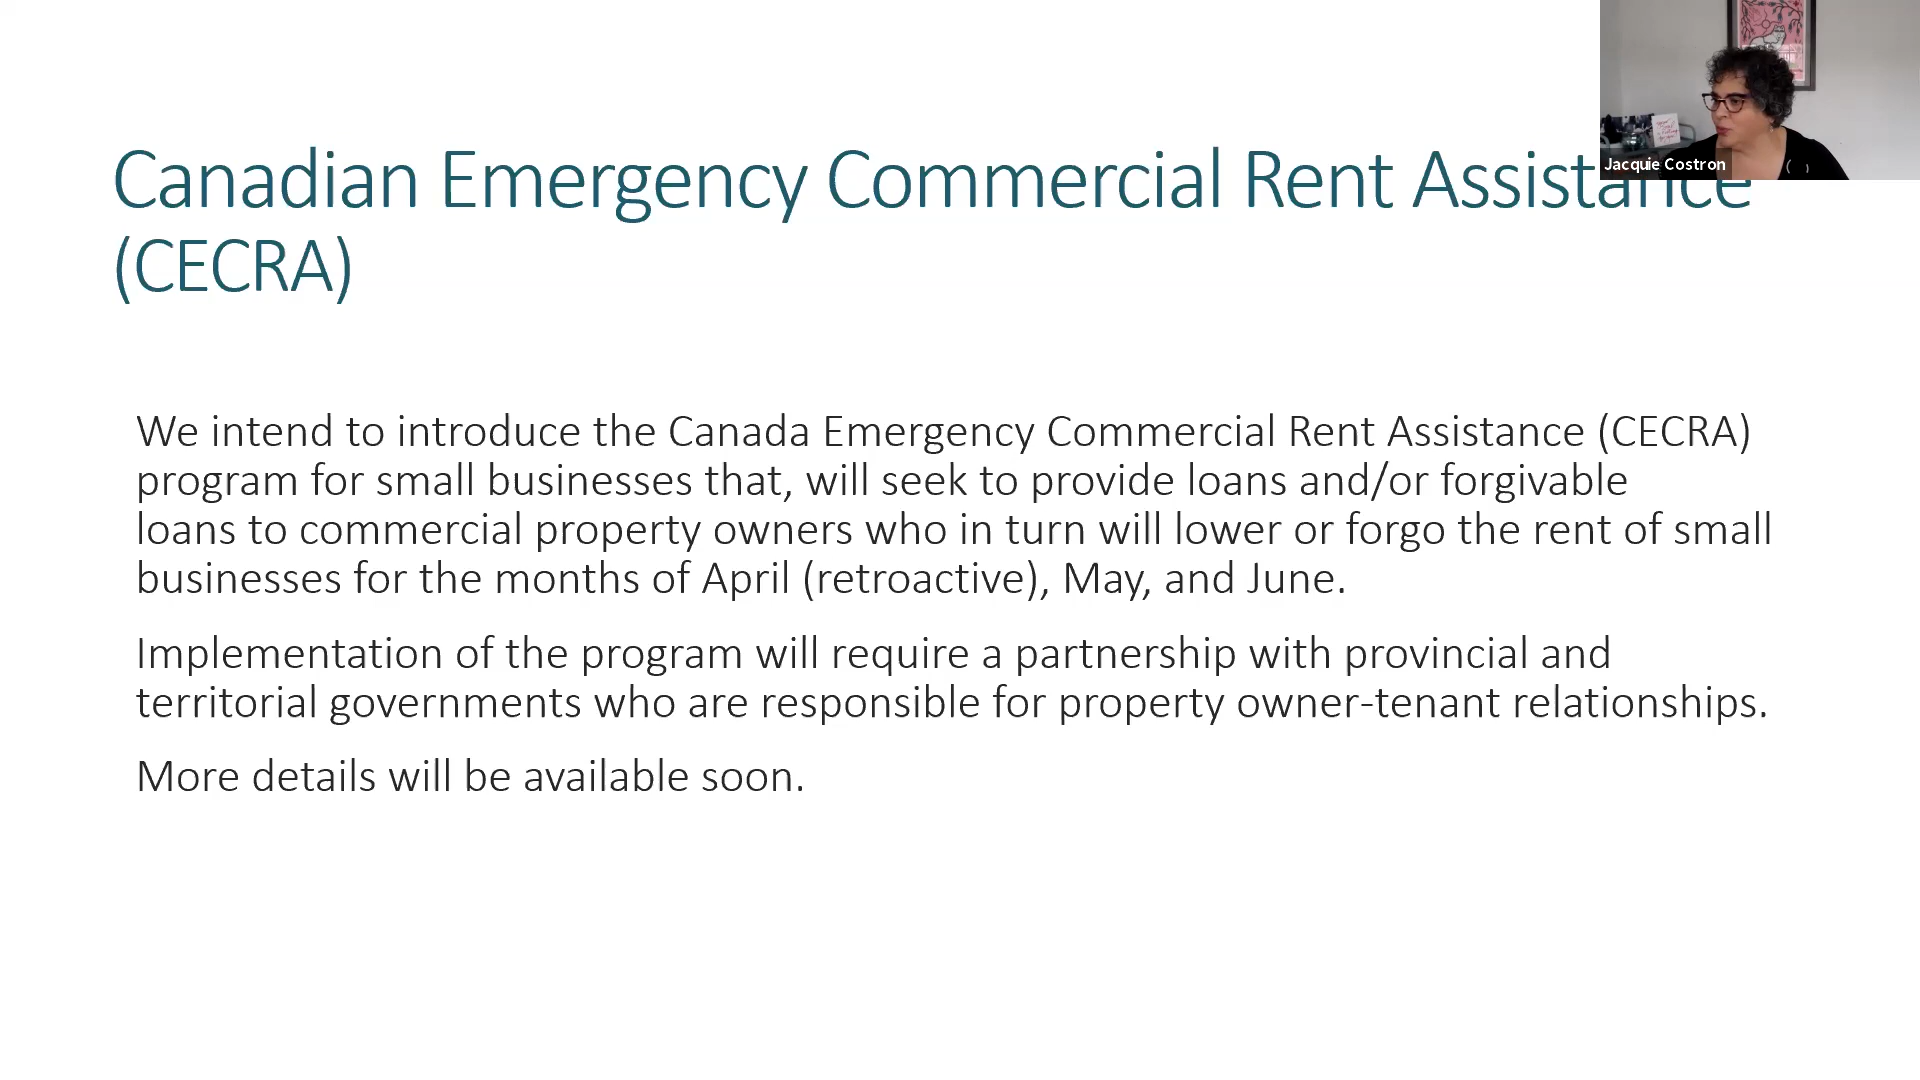 Canadian Emergency Commercial Rent Assistance
(CECRA)
Jacquie Costron
We intend to introduce the Canada Emergency Commercial Rent Assistance (CECRA)
program for small businesses that, will seek to provide loans and/or forgivable
loans to commercial property owners who in turn will lower or forgo the rent of small
businesses for the months of April (retroactive), May, and June.
Implementation of the program will require a partnership with provincial and
territorial governments who are responsible for property owner-tenant relationships.
More details will be available soon.